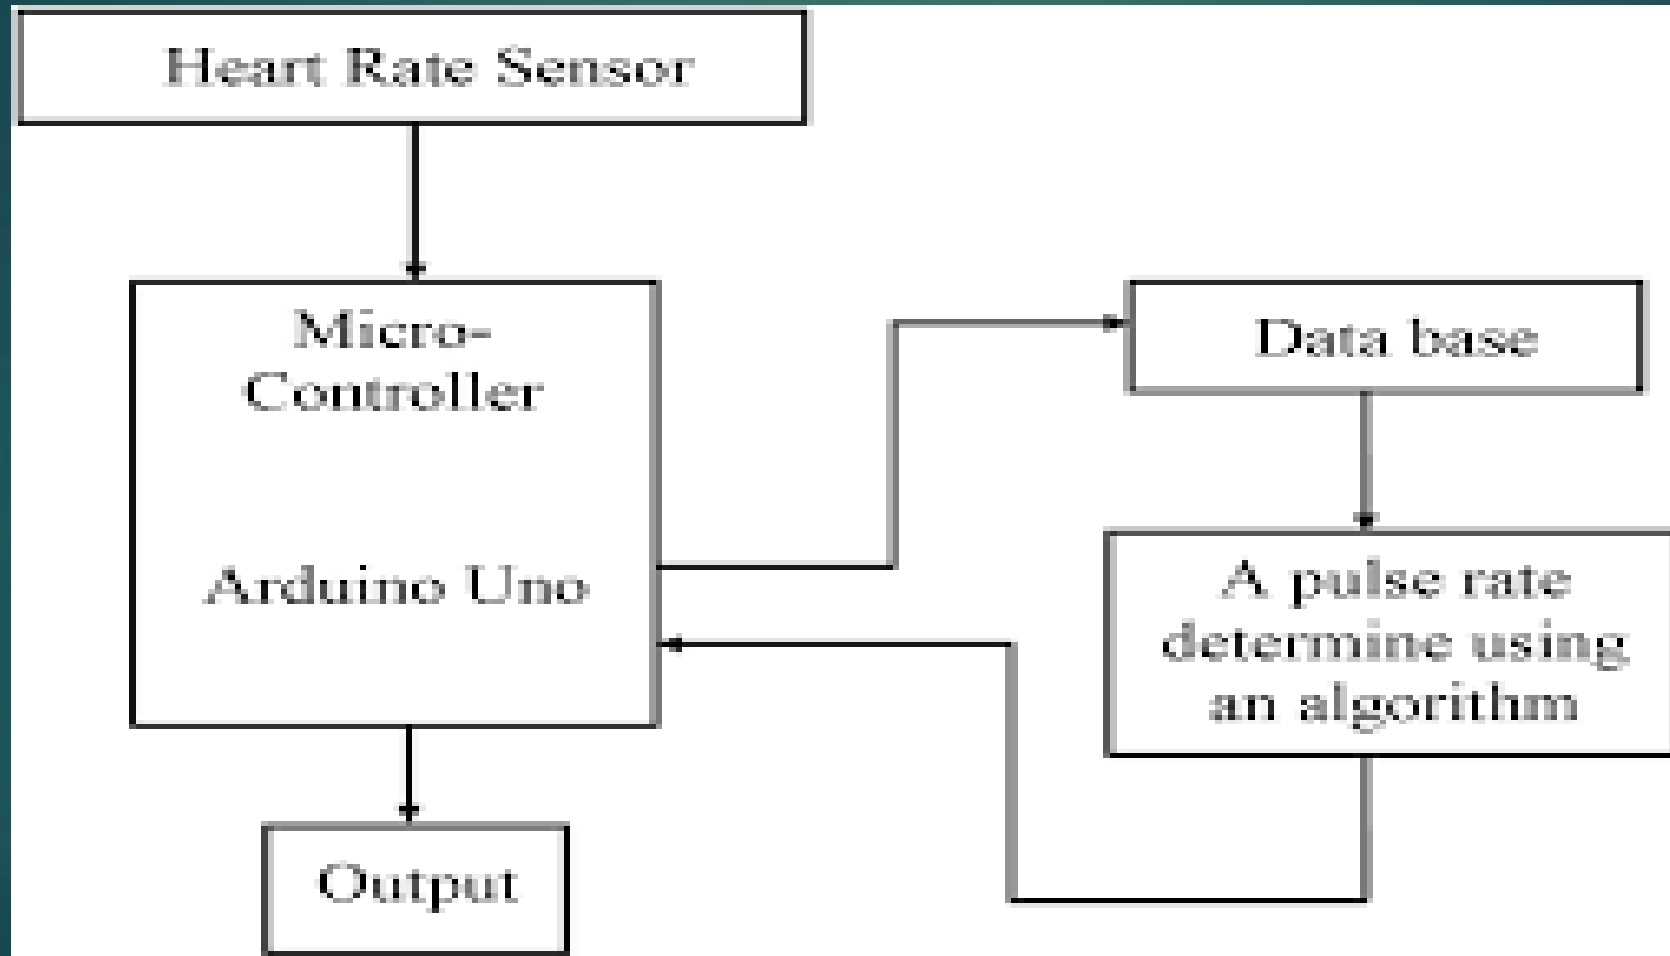 Heart Rate Sensor
Micro-
Controller
Arduino Uno
Data base
A pulse rate
determine using
an algorithm
Output